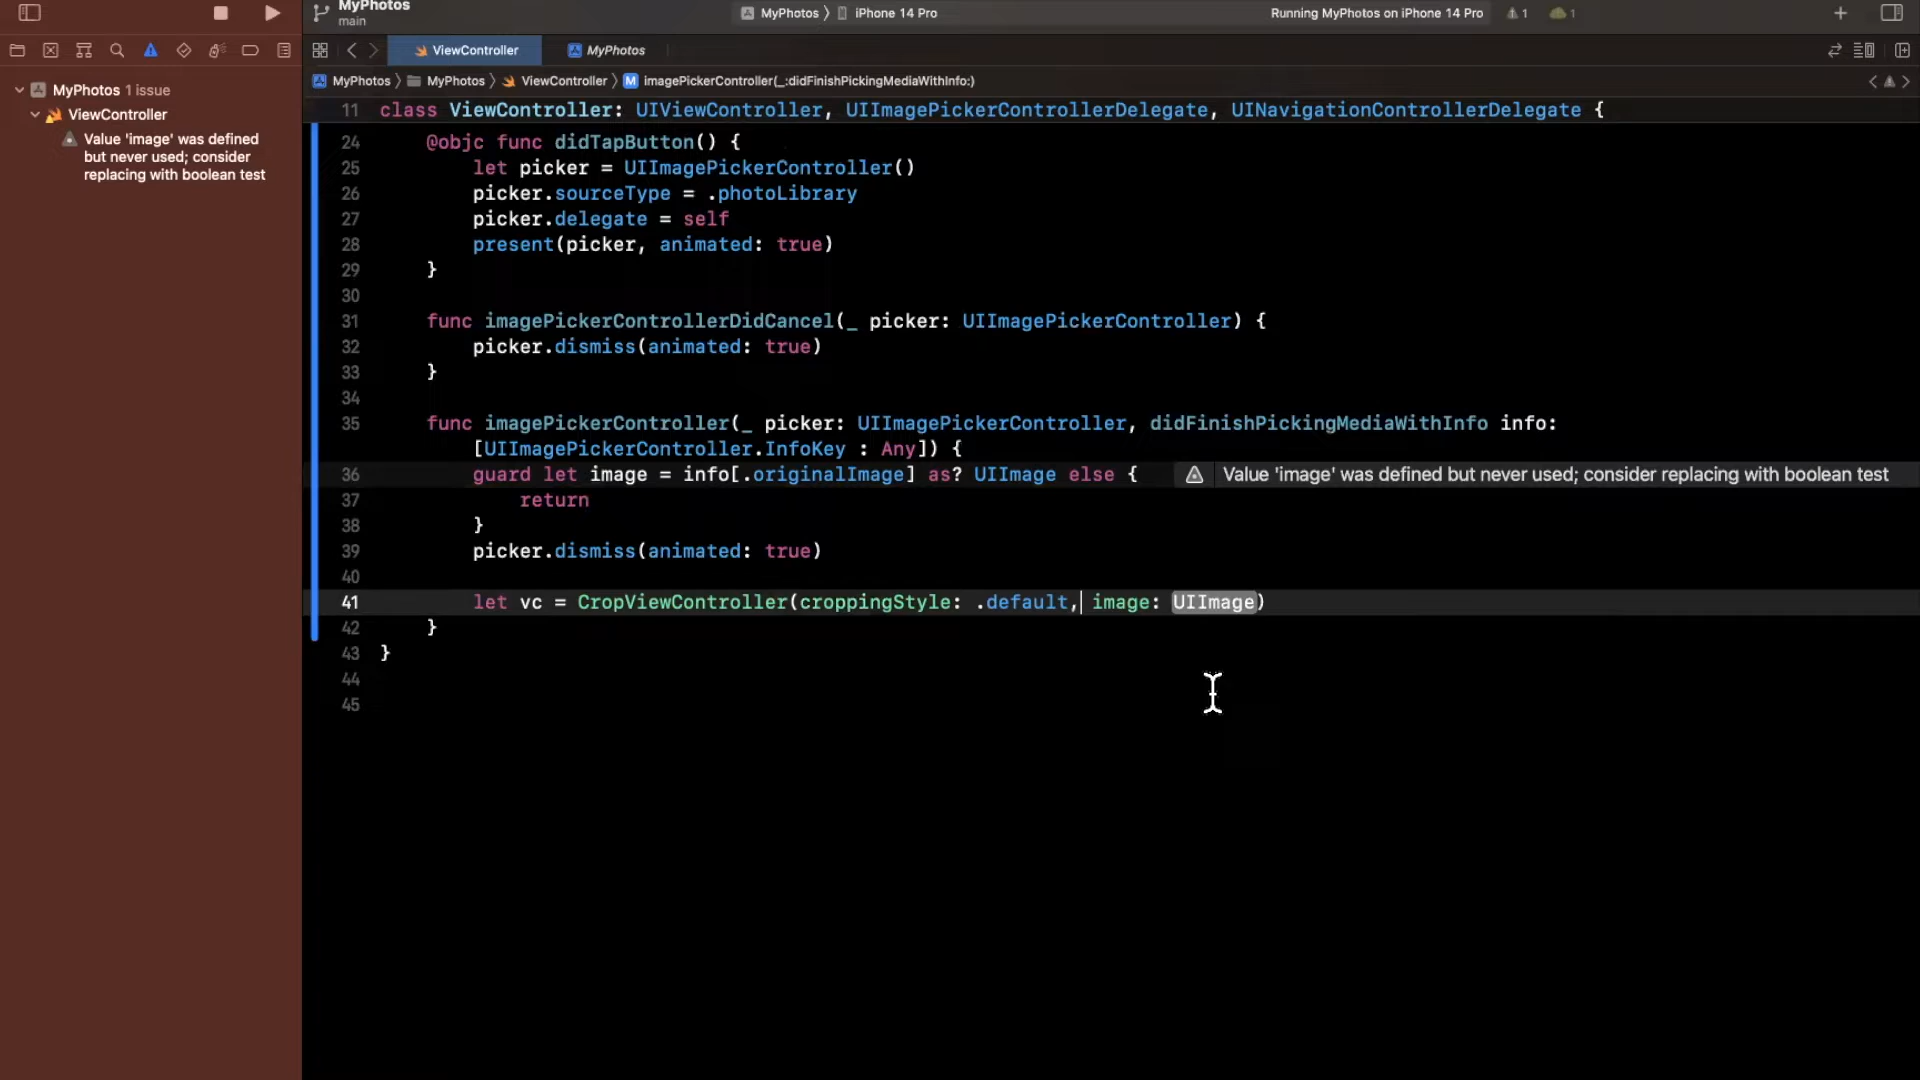 MyPhotos
main
MyPhotos 〉 iPhone 14 Pro
Running MyPhotos on iPhone 14 Pro
1
1
ViewController
MyPhotos
MyPhotos 〉 MyPhotos 〉 ViewController 〉 M imagePickerController(_:didFinishPickingMediaWithInfo:)
MyPhotos 1 issue
ViewController
Value 'image' was defined
but never used; consider
replacing with boolean test
11 class ViewController: UIViewController, UIImagePickerControllerDelegate, UINavigationControllerDelegate {
24 @objc func didTapButton() {
25 let picker = UIImagePickerController()
26 picker.sourceType = .photoLibrary
27 picker.delegate = self
28 present(picker, animated: true)
29 }
30
31 func imagePickerControllerDidCancel(_ picker: UIImagePickerController) {
32 picker.dismiss(animated: true)
33 }
34
35 func imagePickerController(_ picker: UIImagePickerController, didFinishPickingMediaWithInfo info:
[UIImagePickerController.InfoKey : Any]) {
36 guard let image = info[.originalImage] as? UIImage else { Value 'image' was defined but never used; consider replacing with boolean test
37 return
38 }
39 picker.dismiss(animated: true)
40
41 let vc = CropViewController(croppingStyle: .default, image: UIImage)
42 }
43 }
44
45